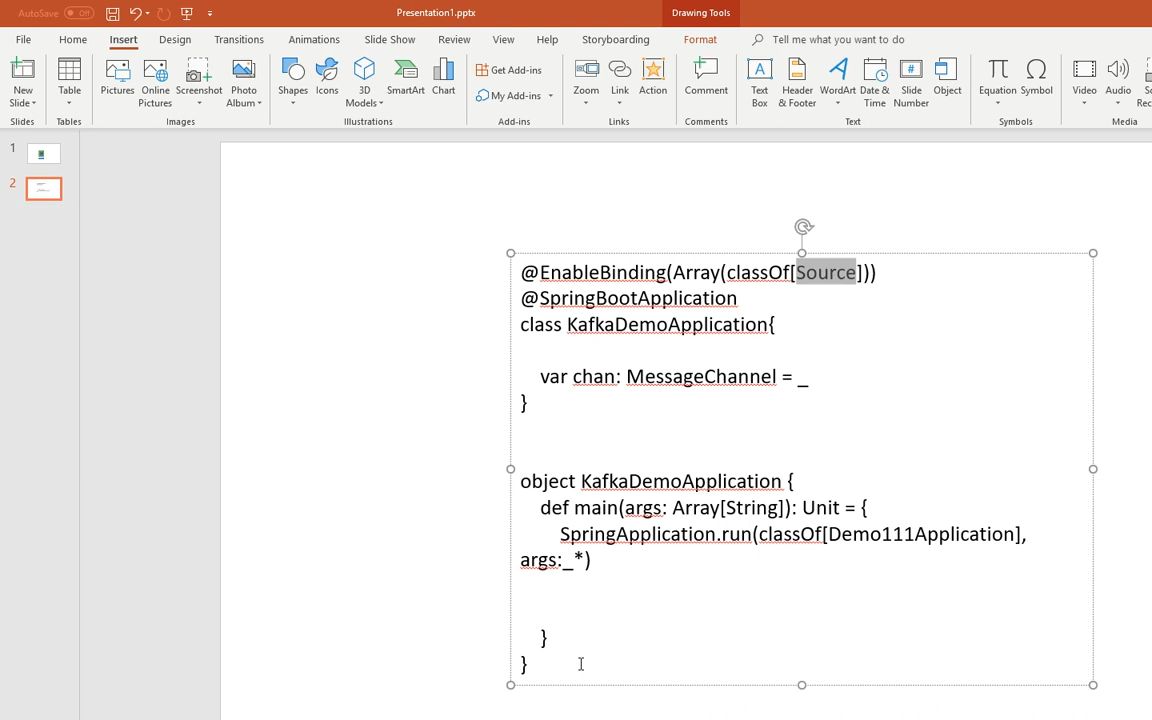 AutoSave Off Presentation1.pptx Drawing Tools
File Home Insert Design Transitions Animations Slide Show Review View Help Storyboarding Format Tell me what you want to do
New Slide Table Pictures Online Pictures Screenshot Photo Album Shapes Icons 3D Models SmartArt Chart Get Add-ins My Add-ins Zoom Link Action Comment Text Box Header & Footer WordArt Date & Time Slide Number Object Equation Symbol Video Audio
Slides Tables Images Illustrations Add-ins Links Comments Text Symbols Media
1
2
@EnableBinding(Array(classOf[Source]))
@SpringBootApplication
class KafkaDemoApplication{
var chan: MessageChannel = _
}
object KafkaDemoApplication {
def main(args: Array[String]): Unit = {
SpringApplication.run(classOf[Demo111Application],
args:_*)
}
}